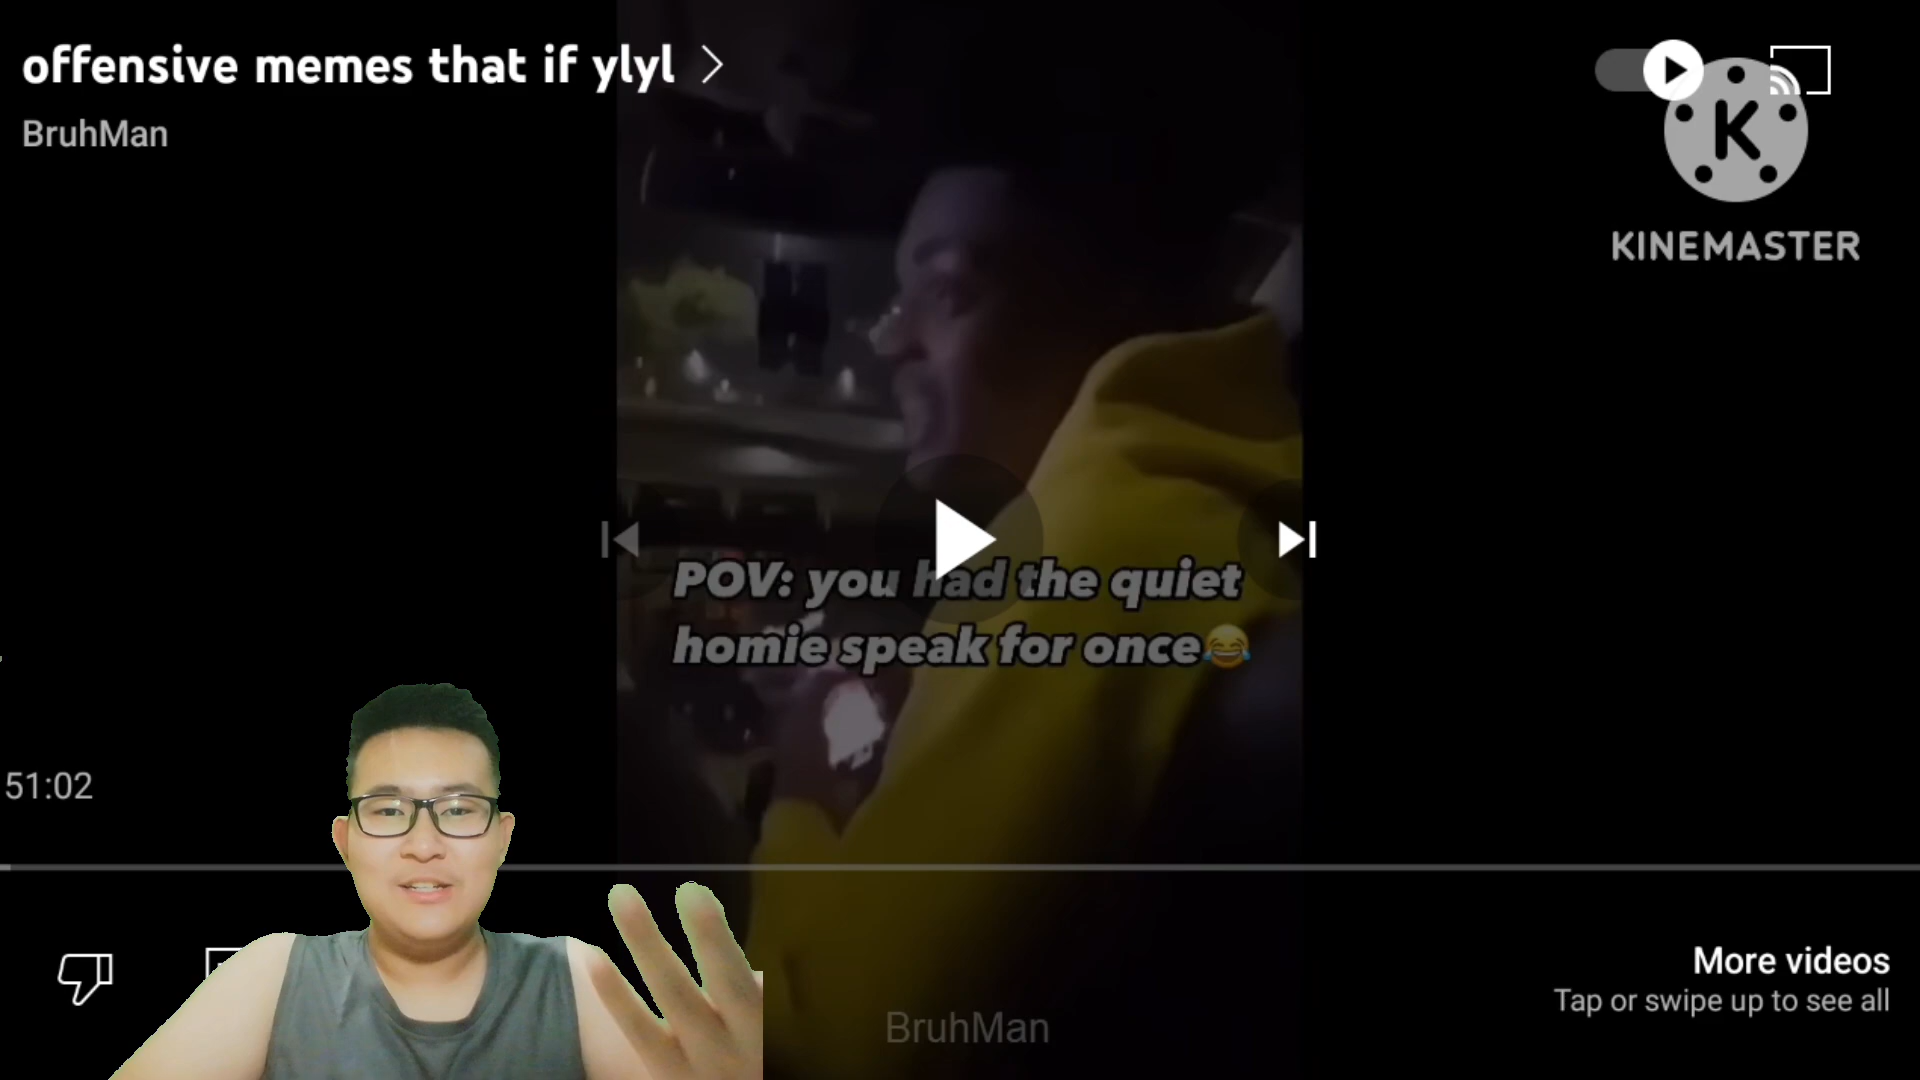 offensive memes that if ylyl
BruhMan
K
KINEMASTER
POV: you had the quiet
homie speak for once😂
51:02
More videos
Tap or swipe up to see all
BruhMan